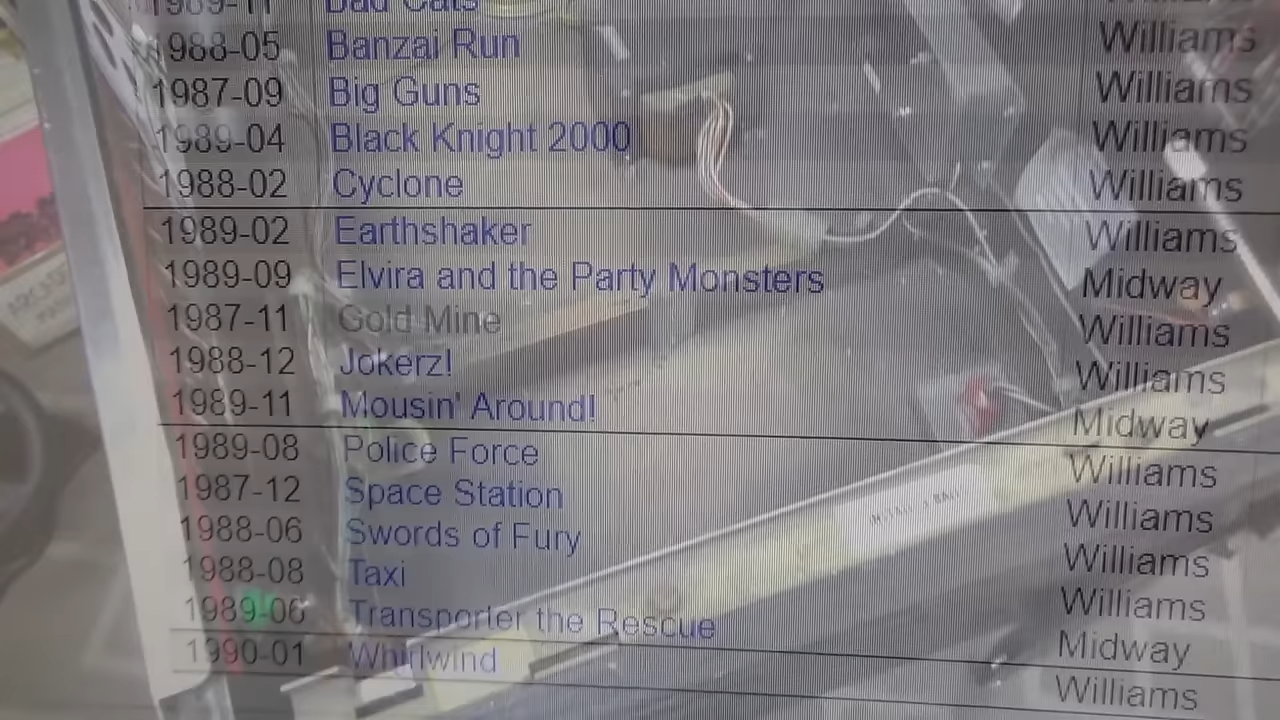 1989-11 Bad Cats Williams
1988-05 Banzai Run Williams
1987-09 Big Guns Williams
1989-04 Black Knight 2000 Williams
1988-02 Cyclone Williams
1989-02 Earthshaker Williams
1989-09 Elvira and the Party Monsters Midway
1987-11 Gold Mine Williams
1988-12 Jokerz! Williams
1989-11 Mousin' Around! Midway
1989-08 Police Force Williams
1987-12 Space Station Williams
1988-06 Swords of Fury Williams
1988-08 Taxi Williams
1989-06 Transporter the Rescue Midway
1990-01 Whirlwind Williams